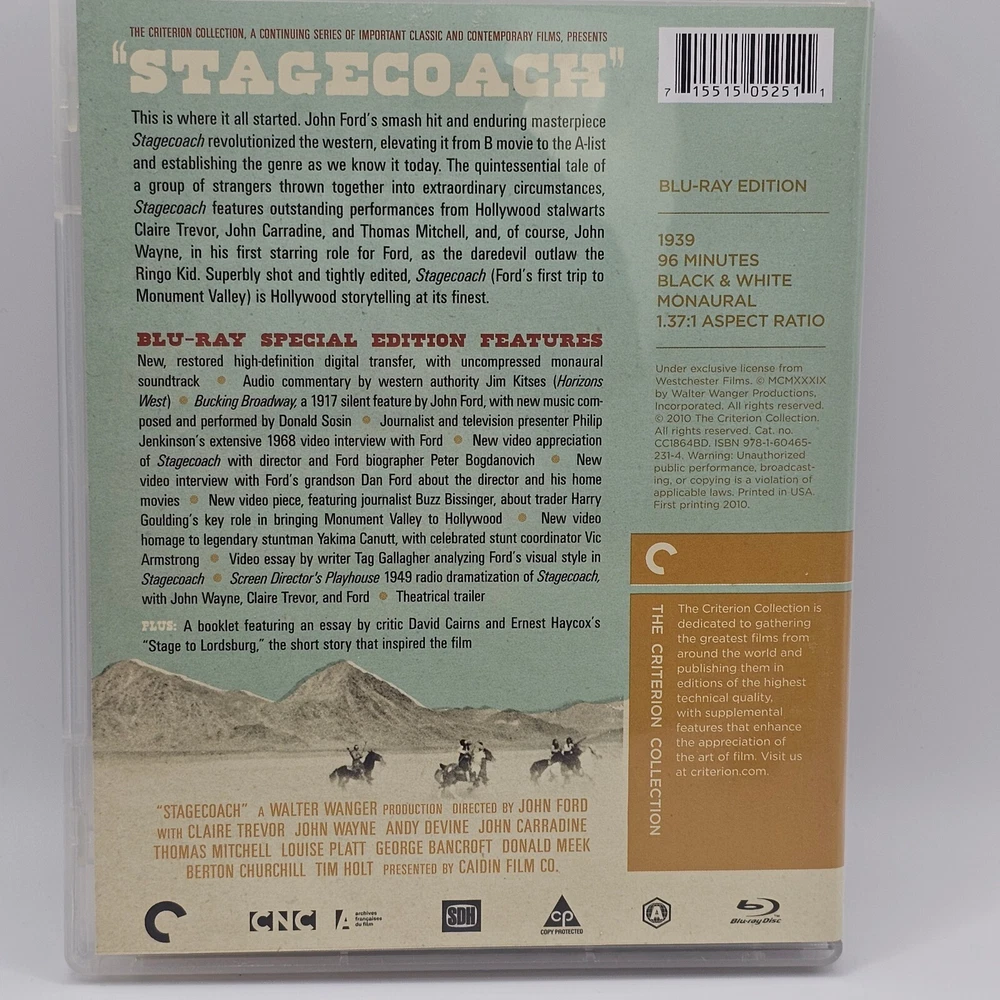 THE CRITERION COLLECTION, A CONTINUING SERIES OF IMPORTANT CLASSIC AND CONTEMPORARY FILMS, PRESENTS
"STAGECOACH"
This is where it all started. John Ford's smash hit and enduring masterpiece
Stagecoach revolutionized the western, elevating it from B movie to the A-list
and establishing the genre as we know it today. The quintessential tale of
a group of strangers thrown together into extraordinary circumstances,
Stagecoach features outstanding performances from Hollywood stalwarts
Claire Trevor, John Carradine, and Thomas Mitchell, and, of course, John
Wayne, in his first starring role for Ford, as the daredevil outlaw the
Ringo Kid. Superbly shot and tightly edited, Stagecoach (Ford's first trip to
Monument Valley) is Hollywood storytelling at its finest.
BLU-RAY SPECIAL EDITION FEATURES
New, restored high-definition digital transfer, with uncompressed monaural
soundtrack • Audio commentary by western authority Jim Kitses (Horizons
West) • Bucking Broadway, a 1917 silent feature by John Ford, with new music com-
posed and performed by Donald Sosin • Journalist and television presenter Philip
Jenkinson's extensive 1968 video interview with Ford • New video appreciation
of Stagecoach with director and Ford biographer Peter Bogdanovich • New
video interview with Ford's grandson Dan Ford about the director and his home
movies • New video piece, featuring journalist Buzz Bissinger, about trader Harry
Goulding's key role in bringing Monument Valley to Hollywood • New video
homage to legendary stuntman Yakima Canutt, with celebrated stunt coordinator Vic
Armstrong • Video essay by writer Tag Gallagher analyzing Ford's visual style in
Stagecoach • Screen Director's Playhouse 1949 radio dramatization of Stagecoach,
with John Wayne, Claire Trevor, and Ford • Theatrical trailer
PLUS: A booklet featuring an essay by critic David Cairns and Ernest Haycox's
"Stage to Lordsburg," the short story that inspired the film
"STAGECOACH" A WALTER WANGER PRODUCTION DIRECTED BY JOHN FORD
WITH CLAIRE TREVOR JOHN WAYNE ANDY DEVINE JOHN CARRADINE
THOMAS MITCHELL LOUISE PLATT GEORGE BANCROFT DONALD MEEK
BERTON CHURCHILL TIM HOLT PRESENTED BY CAIDIN FILM CO.
7 15515 05251 1
BLU-RAY EDITION
1939
96 MINUTES
BLACK & WHITE
MONAURAL
1.37:1 ASPECT RATIO
Under exclusive license from
Westchester Films. © MCMXXXIX
by Walter Wanger Productions,
Incorporated. All rights reserved.
© 2010 The Criterion Collection.
All rights reserved. Cat. no.
CC1864BD. ISBN 978-1-60465-
231-4. Warning: Unauthorized
public performance, broadcast-
ing, or copying is a violation of
applicable laws. Printed in USA.
First printing 2010.
THE CRITERION COLLECTION
The Criterion Collection is
dedicated to gathering
the greatest films from
around the world and
publishing them in
editions of the highest
technical quality,
with supplemental
features that enhance
the appreciation of
the art of film. Visit us
at criterion.com.
CNC
A archives
françaises
du film
SDH
CP
COPY PROTECTED
A
Blu-ray Disc™